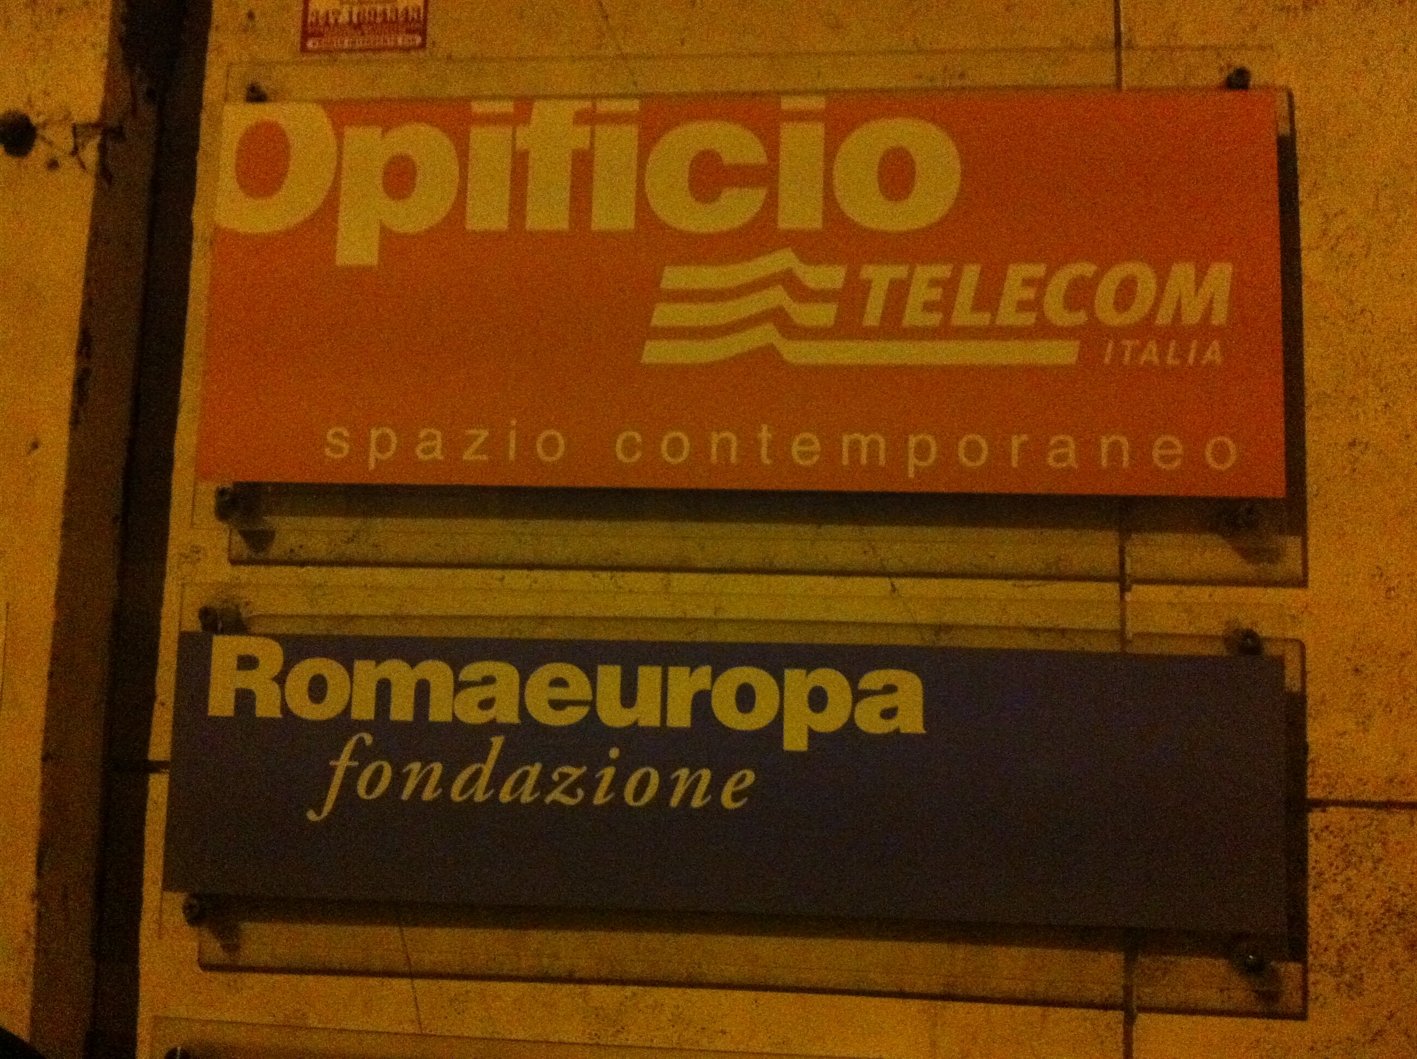 Opificio
TELECOM
ITALIA
spazio contemporaneo
Romaeuropa
fondazione